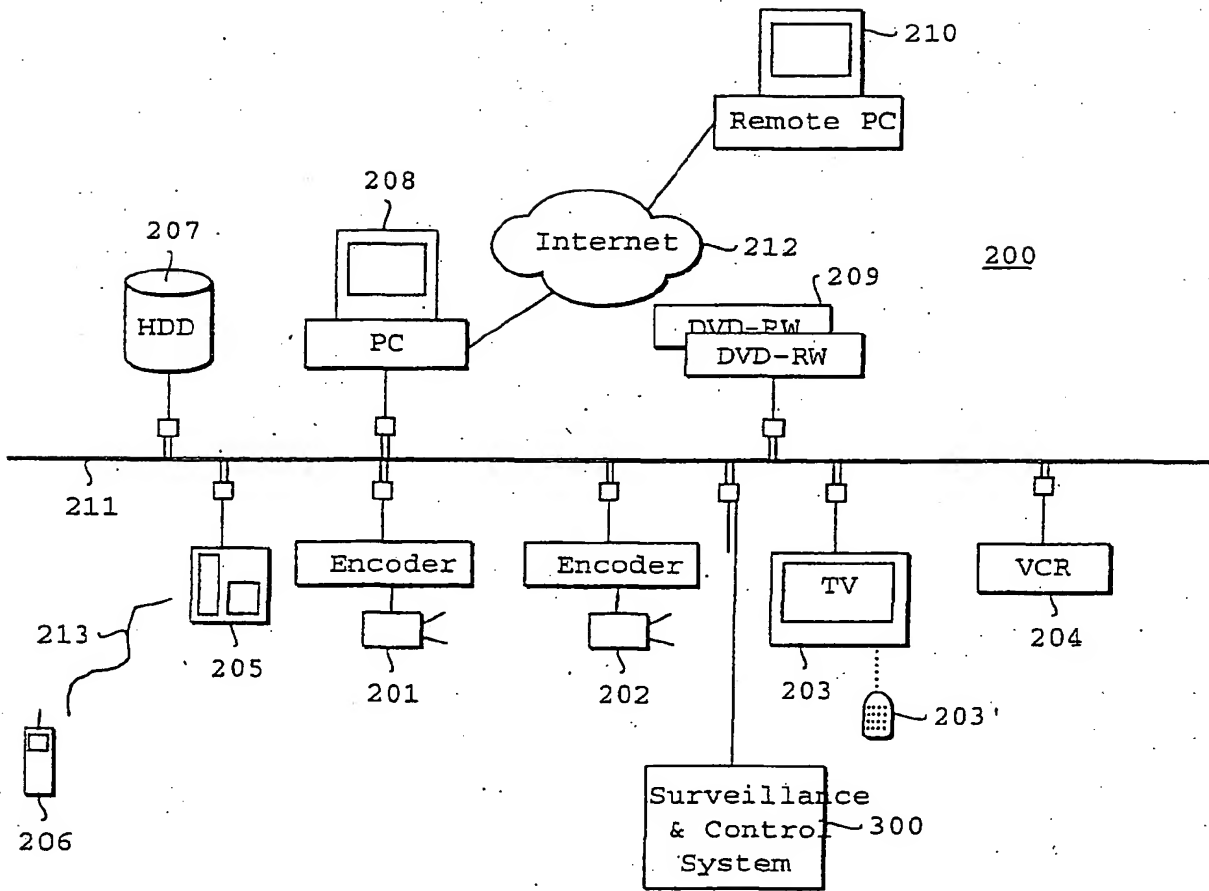 210
Remote PC
208
207
Internet
212
200
209
HDD
PC
DVD-RW
DVD-RW
211
Encoder
Encoder
TV
VCR
213
205
201
202
203
204
203'
206
Surveillance
& Control
System
300